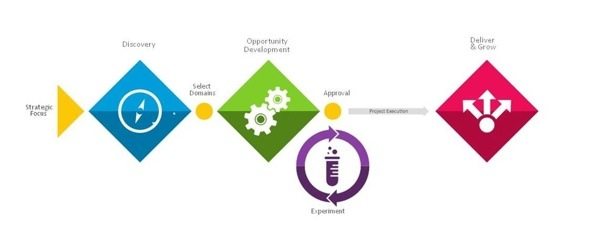 Strategic
Focus
Discovery
Select
Domains
Opportunity
Development
Approval
Experiment
Project Execution
Deliver
& Grow